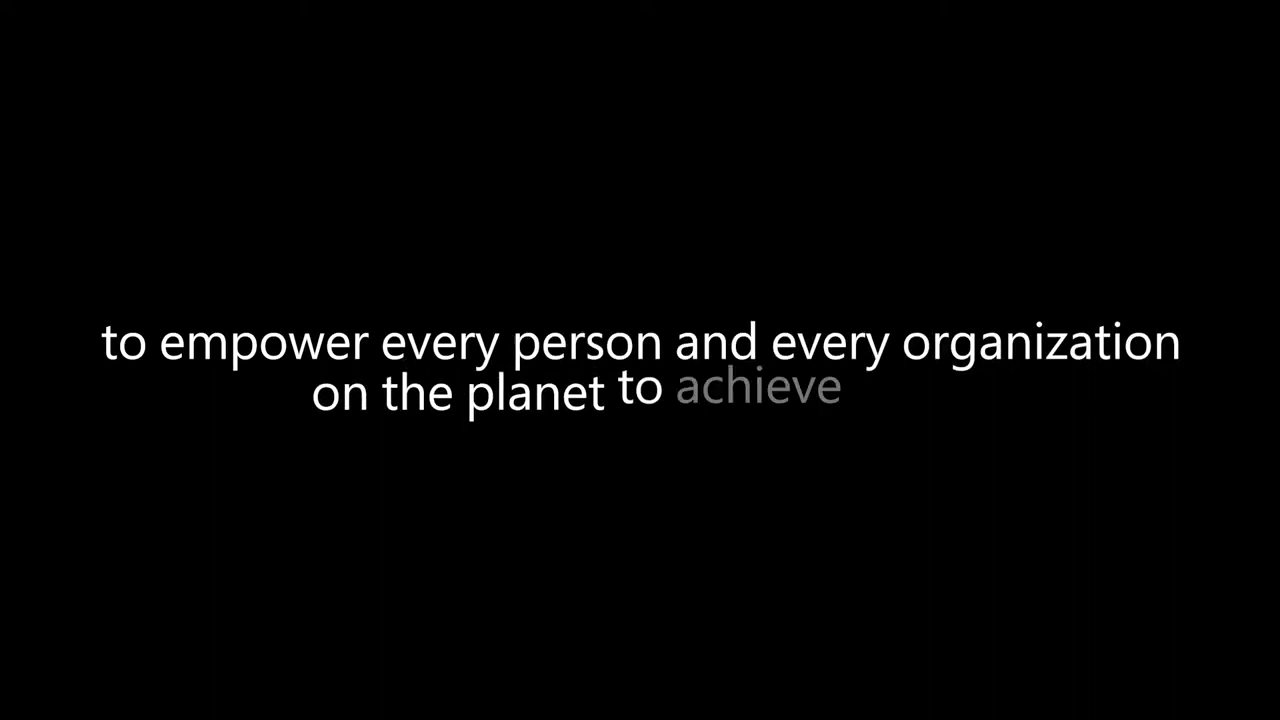 to empower every person and every organization
on the planet to achieve